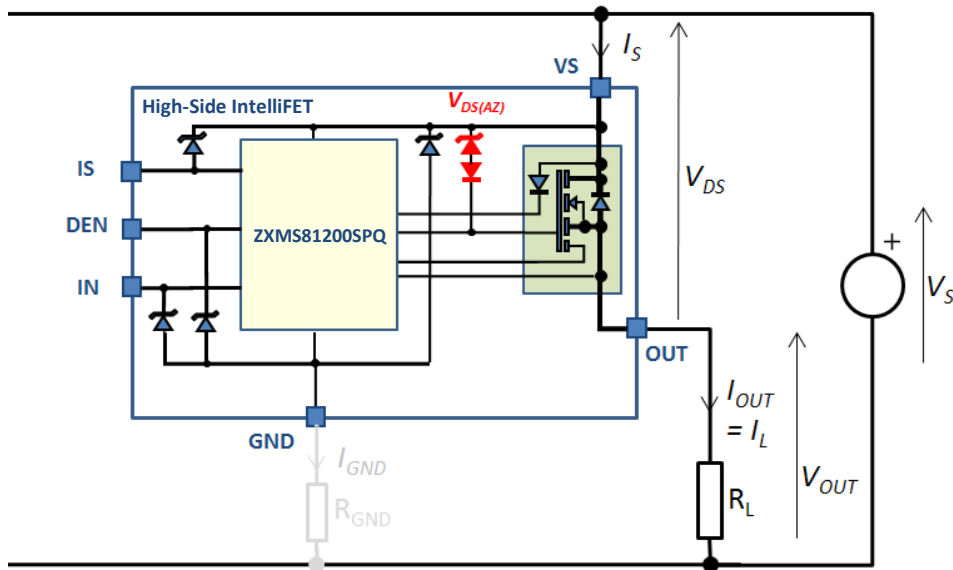 I_S
VS
High-Side IntelliFET
V_DS(AZ)
IS
V_DS
DEN
ZXMS81200SPQ
+
IN
V_S
OUT
I_OUT
= I_L
GND
I_GND
V_OUT
R_L
R_GND